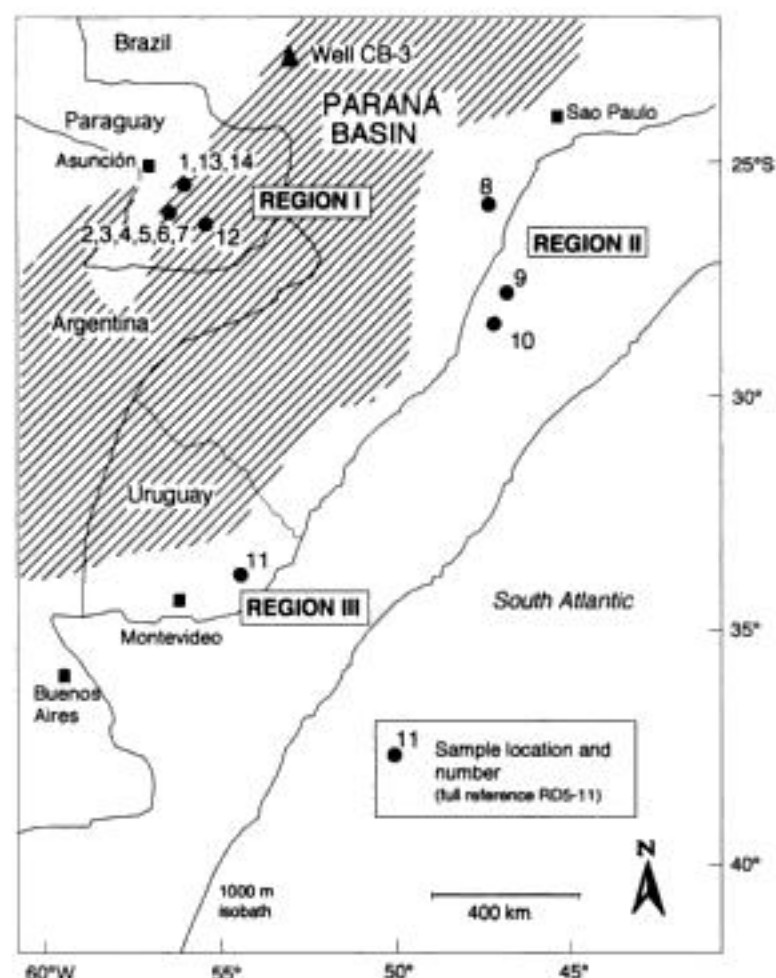 Brazil
Well CB-3
PARANÁ
BASIN
Sao Paulo
Paraguay
Asunción
1,13,14
25°S
REGION I
8
2,3,4,5,6,7
12
REGION II
9
Argentina
10
30°
Uruguay
11
REGION III
South Atlantic
Montevideo
35°
Buenos
Aires
11
Sample location and
number
(full reference RD5-11)
N
40°
1000 m
isobath
400 km
60°W
55°
50°
45°